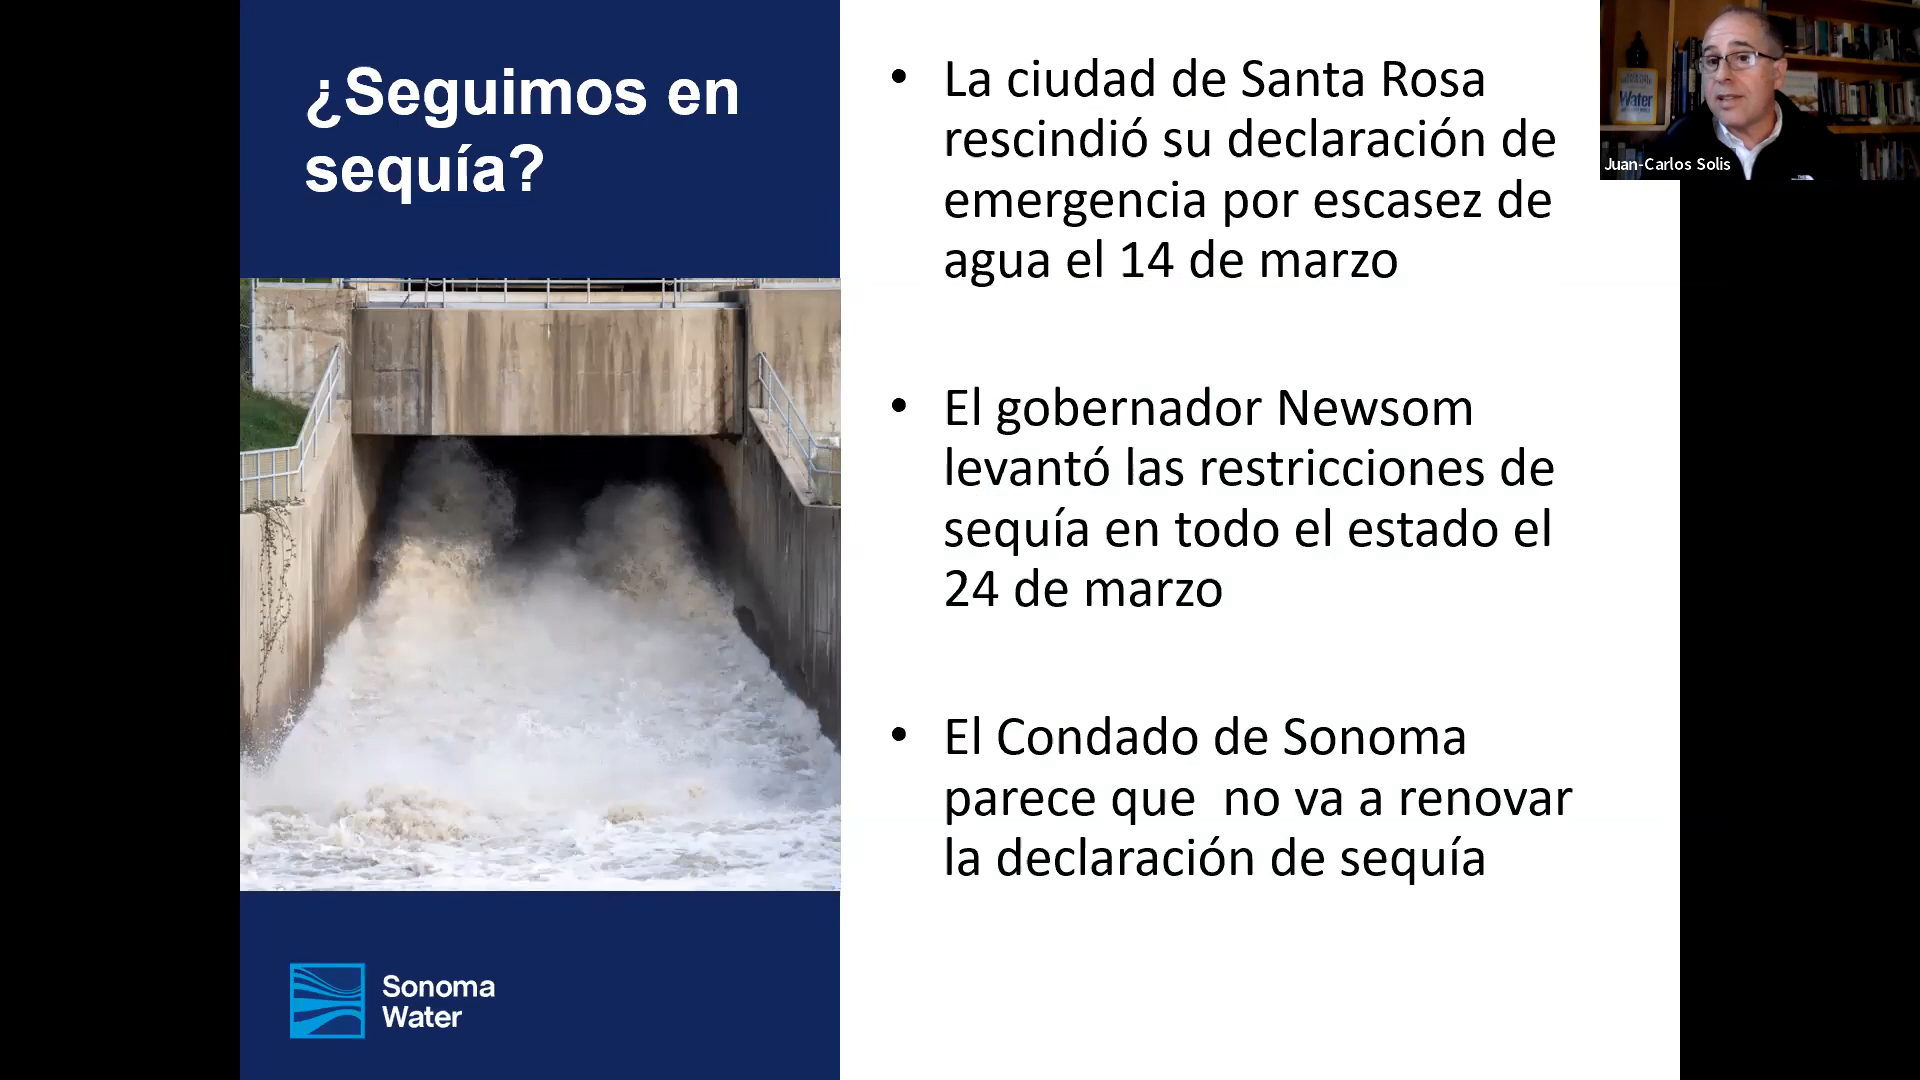 ¿Seguimos en
sequía?
• La ciudad de Santa Rosa
rescindió su declaración de
emergencia por escasez de
agua el 14 de marzo
• El gobernador Newsom
levantó las restricciones de
sequía en todo el estado el
24 de marzo
• El Condado de Sonoma
parece que  no va a renovar
la declaración de sequía
Sonoma
Water
Water
Juan-Carlos Solis